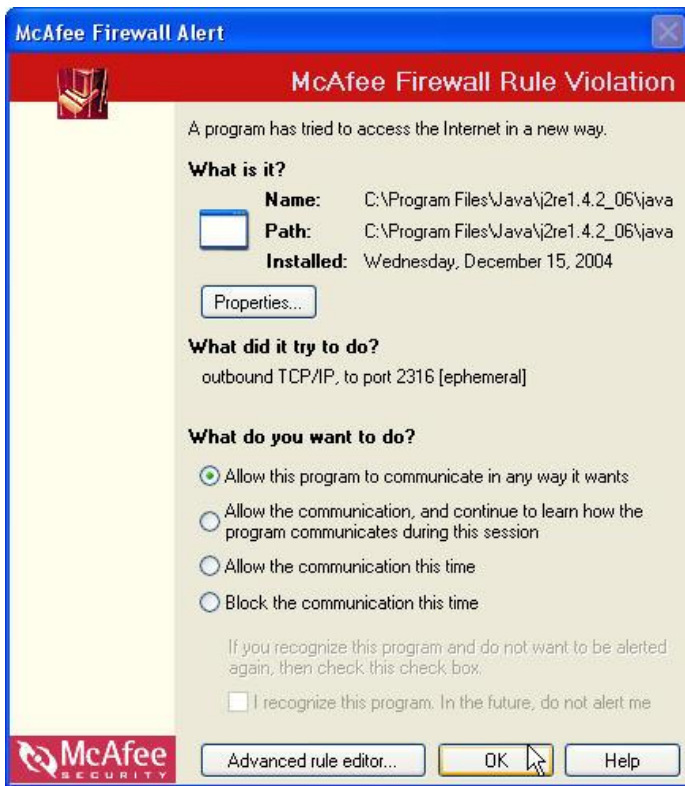 McAfee Firewall Alert
McAfee Firewall Rule Violation
A program has tried to access the Internet in a new way.
What is it?
Name: C:\Program Files\Java\j2re1.4.2_06\java
Path: C:\Program Files\Java\j2re1.4.2_06\java
Installed: Wednesday, December 15, 2004
Properties...
What did it try to do?
outbound TCP/IP, to port 2316 [ephemeral]
What do you want to do?
Allow this program to communicate in any way it wants
Allow the communication, and continue to learn how the
program communicates during this session
Allow the communication this time
Block the communication this time
If you recognize this program and do not want to be alerted
again, then check this check box.
I recognize this program. In the future, do not alert me
McAfee
SECURITY
Advanced rule editor... OK Help